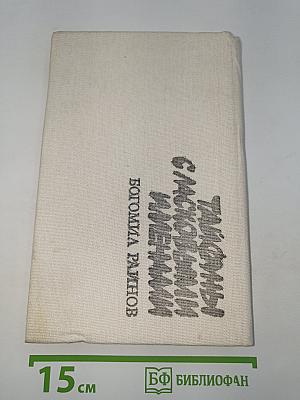 ТАЙФУНЫ
С ЛАСКОВЫМИ
ИМЕНАМИ
БОГОМИЛ РАЙНОВ
15 см
БФ БИБЛИОФАН